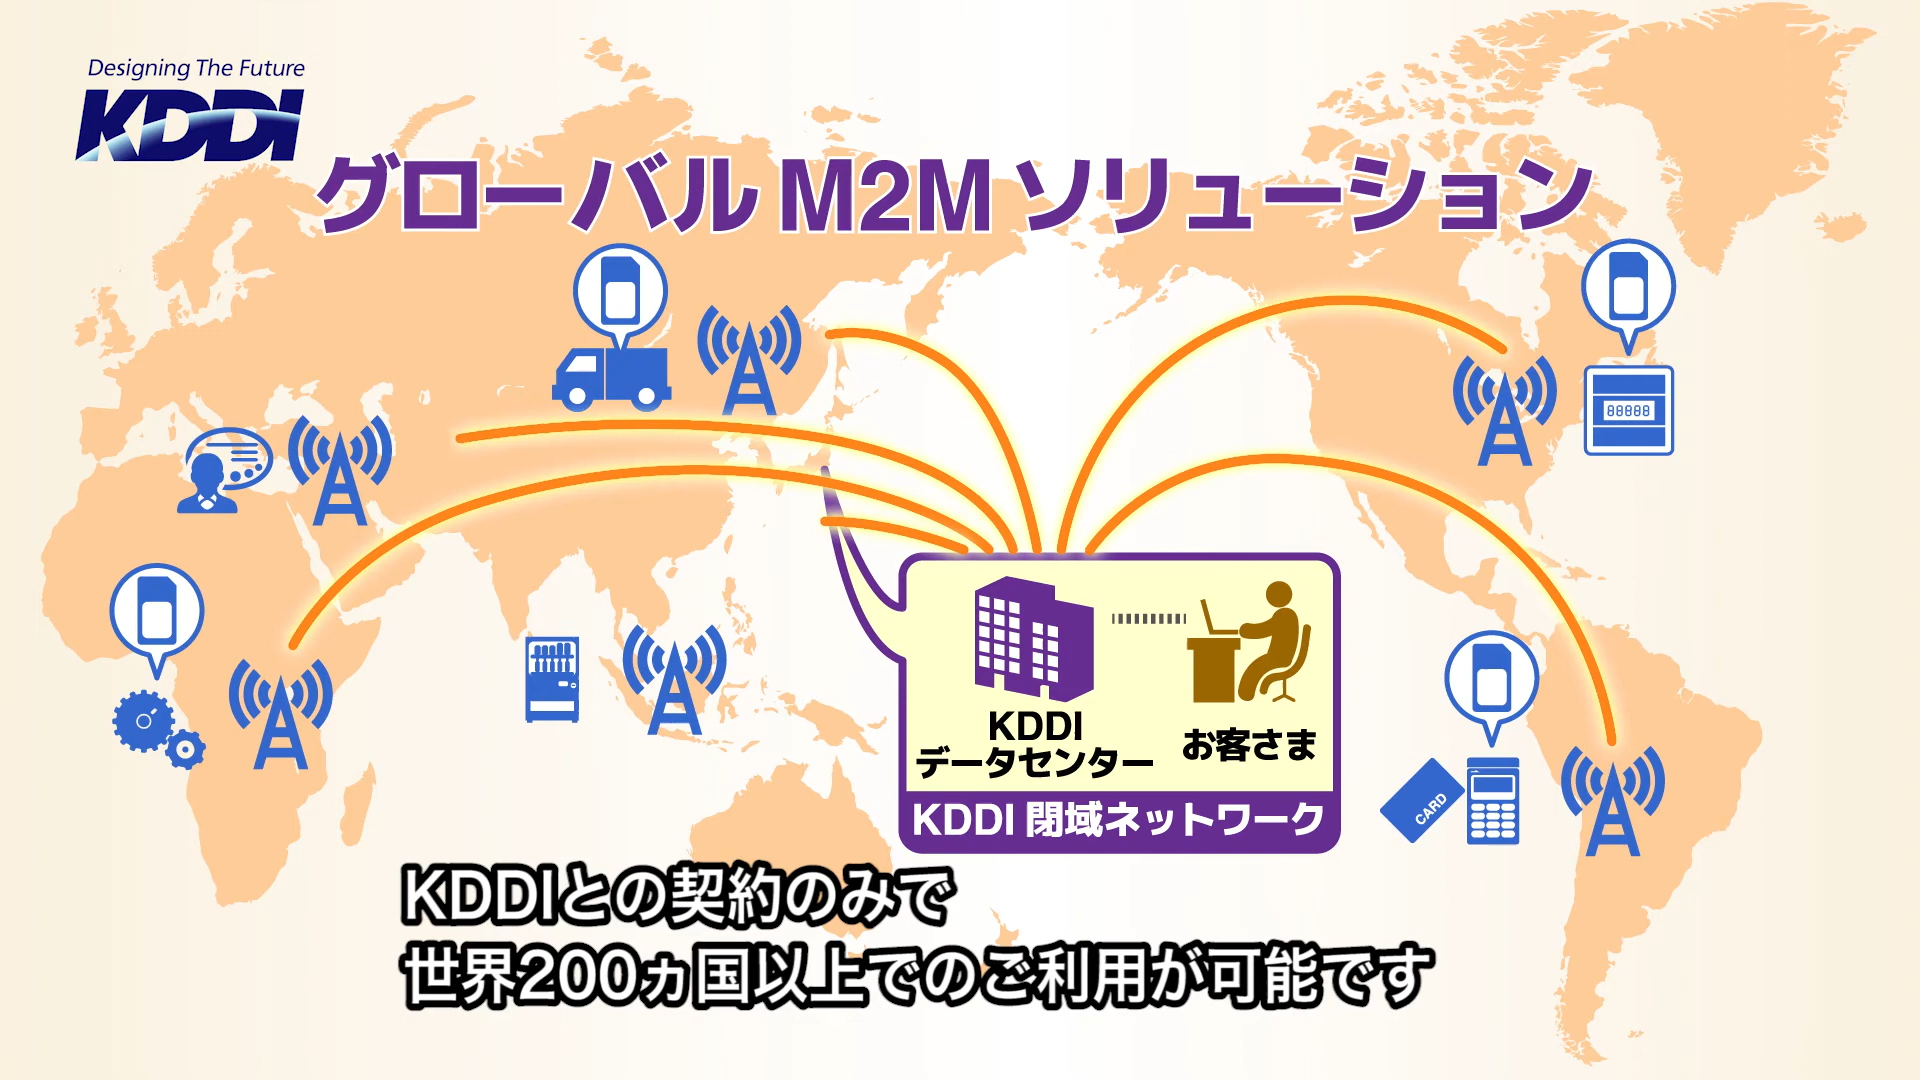 Designing The Future
KDDI
グローバル M2M ソリューション
88888
KDDI
データセンター
お客さま
KDDI 閉域ネットワーク
CARD
KDDIとの契約のみで
世界200ヵ国以上でのご利用が可能です